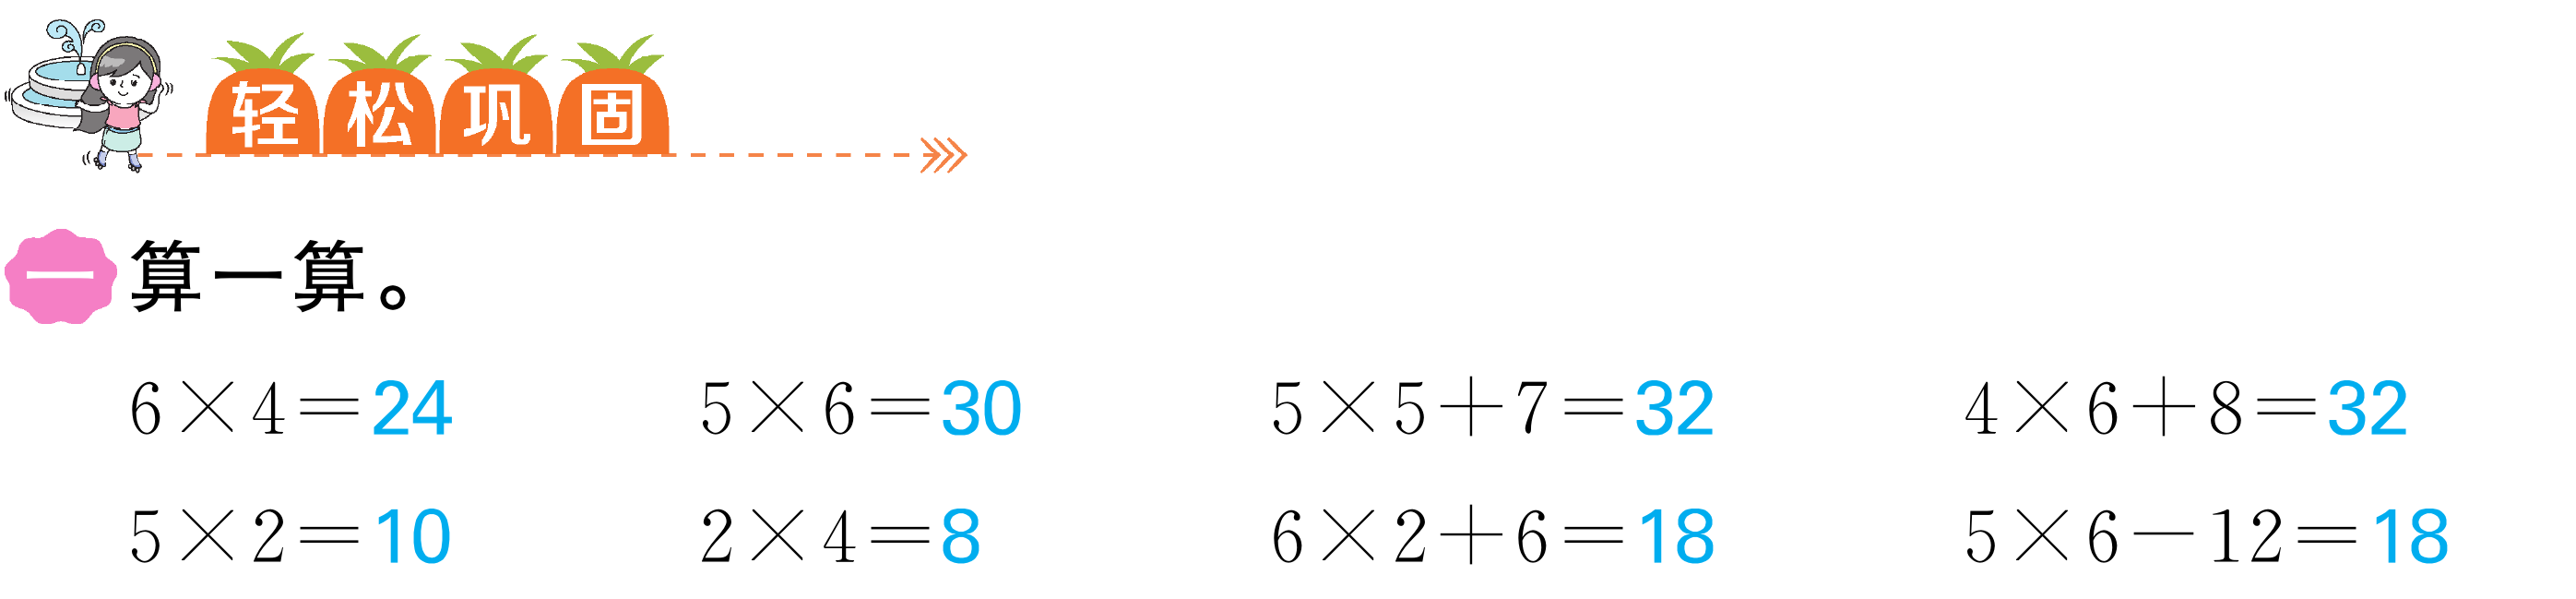 轻松巩固
一 算一算。
6×4=24 5×6=30 5×5+7=32 4×6+8=32
5×2=10 2×4=8 6×2+6=18 5×6-12=18